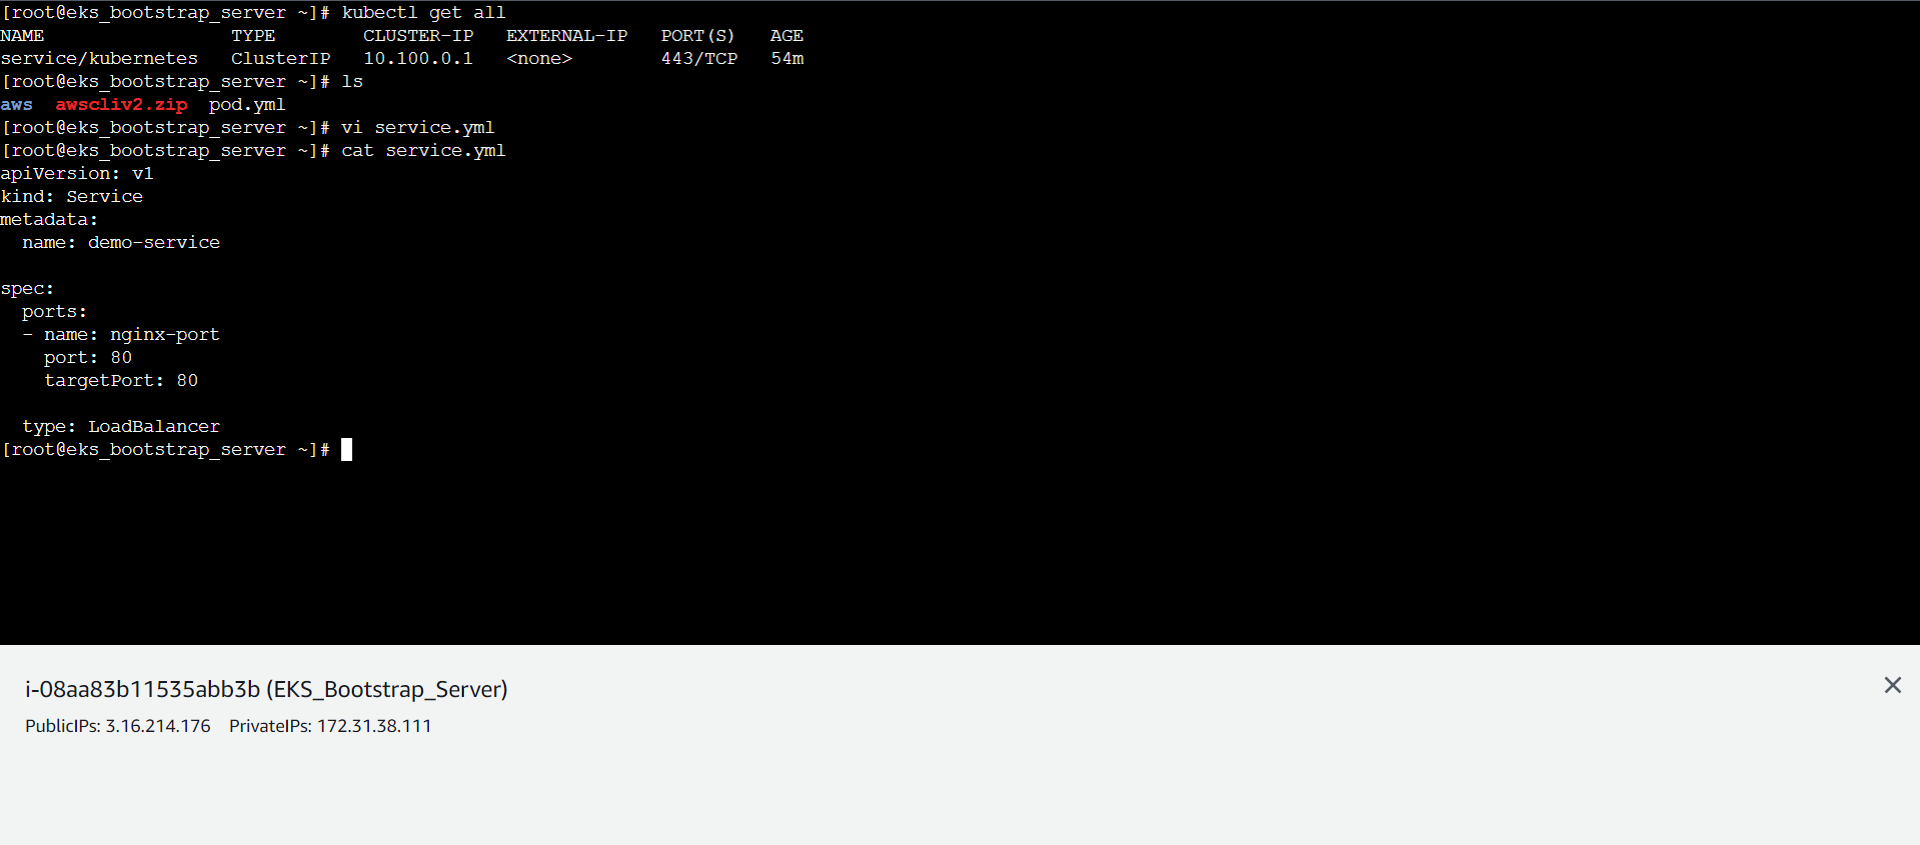 [root@eks_bootstrap_server ~]# kubectl get all
NAME                 TYPE        CLUSTER-IP   EXTERNAL-IP   PORT(S)   AGE
service/kubernetes   ClusterIP   10.100.0.1   <none>        443/TCP   54m
[root@eks_bootstrap_server ~]# ls
aws  awscliv2.zip  pod.yml
[root@eks_bootstrap_server ~]# vi service.yml
[root@eks_bootstrap_server ~]# cat service.yml
apiVersion: v1
kind: Service
metadata:
  name: demo-service

spec:
  ports:
  - name: nginx-port
    port: 80
    targetPort: 80

  type: LoadBalancer
[root@eks_bootstrap_server ~]#
i-08aa83b11535abb3b (EKS_Bootstrap_Server)
PublicIPs: 3.16.214.176    PrivateIPs: 172.31.38.111